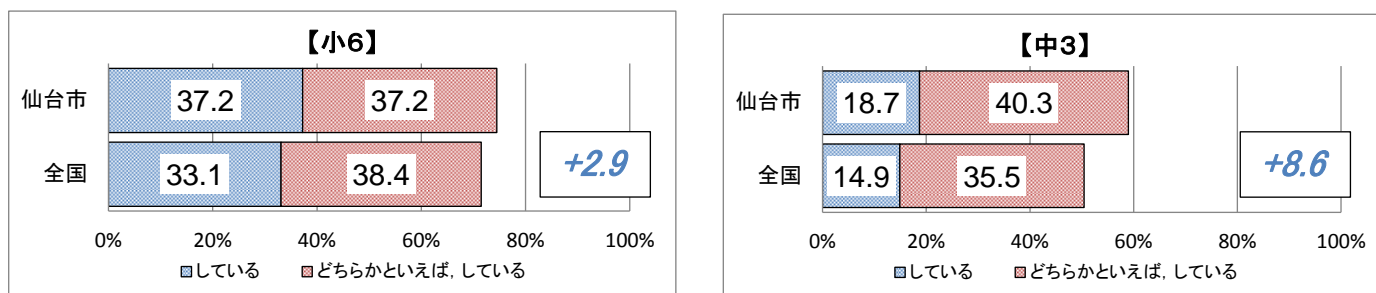 【小6】
仙台市
37.2
37.2
全国
33.1
38.4
+2.9
0%
20%
40%
60%
80%
100%
している
どちらかといえば，している
【中3】
仙台市
18.7
40.3
全国
14.9
35.5
+8.6
0%
20%
40%
60%
80%
100%
している
どちらかといえば，している